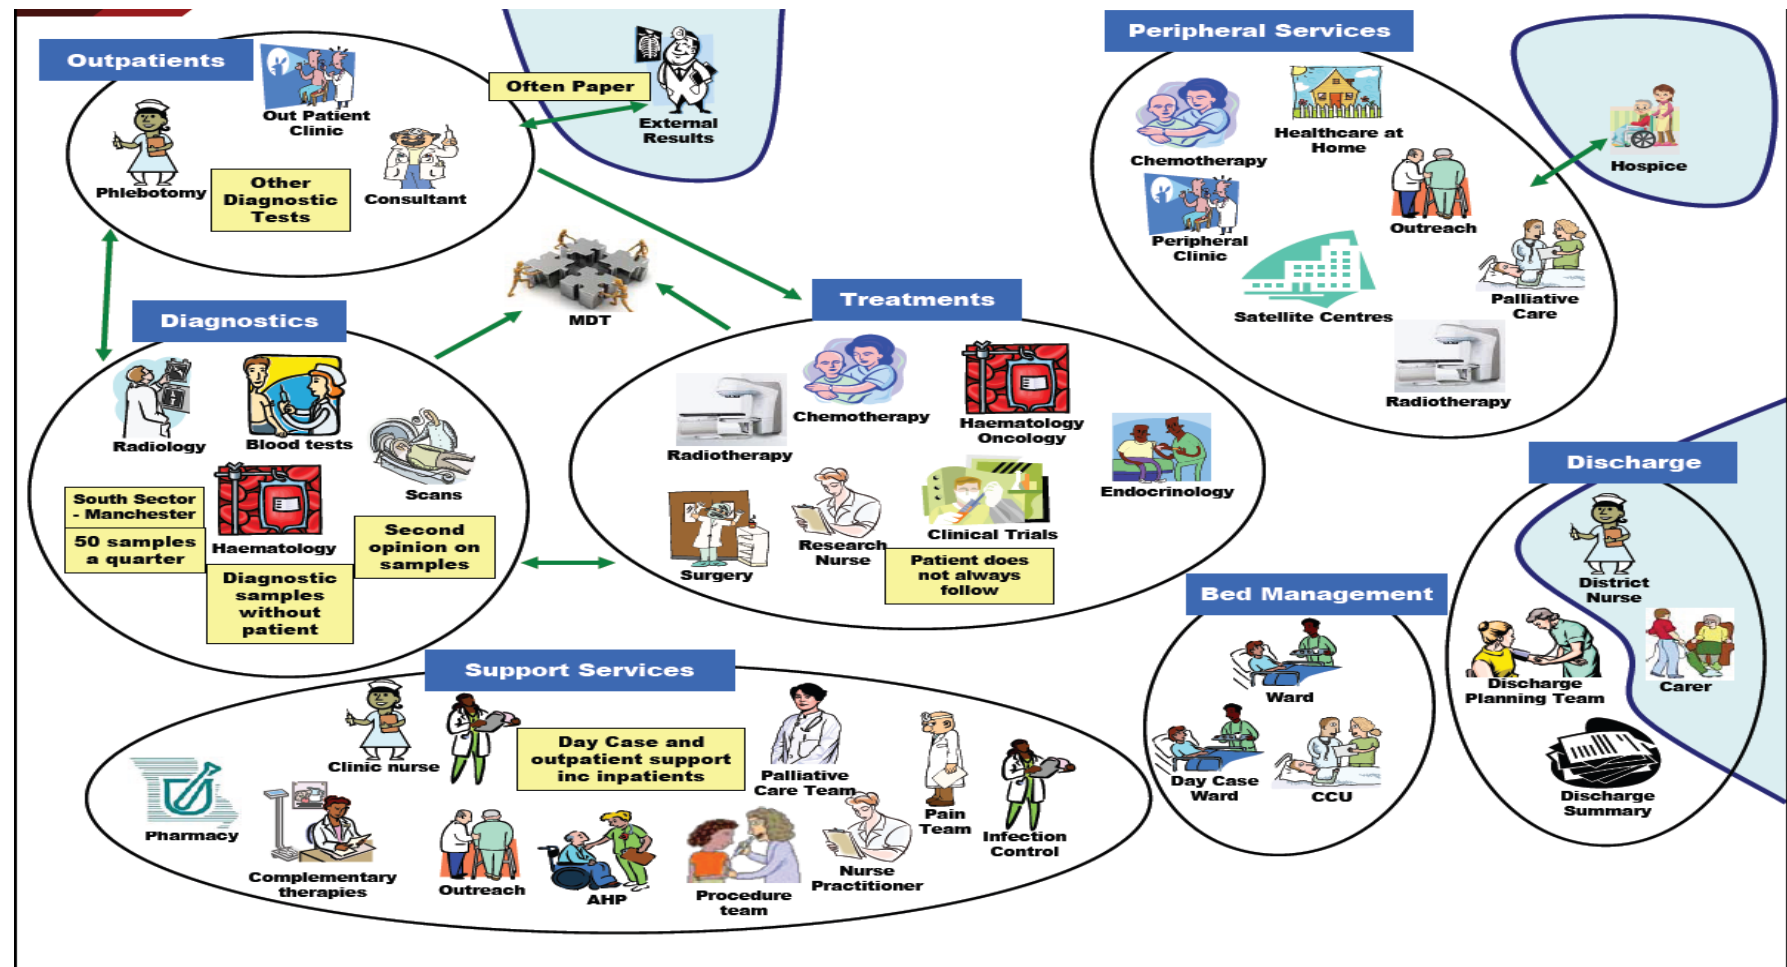 Outpatients
Out Patient
Clinic
Phlebotomy
Other
Diagnostic
Tests
Consultant
Often Paper
External
Results
Peripheral Services
Chemotherapy
Healthcare at
Home
Peripheral
Clinic
Outreach
Satellite Centres
Palliative
Care
Radiotherapy
Hospice
MDT
Diagnostics
Radiology
Blood tests
Scans
South Sector
- Manchester
50 samples
a quarter
Haematology
Second
opinion on
samples
Diagnostic
samples
without
patient
Treatments
Chemotherapy
Haematology
Oncology
Radiotherapy
Endocrinology
Surgery
Research
Nurse
Clinical Trials
Patient does
not always
follow
Discharge
District
Nurse
Discharge
Planning Team
Carer
Discharge
Summary
Bed Management
Ward
Day Case
Ward
CCU
Support Services
Clinic nurse
Day Case and
outpatient support
inc inpatients
Palliative
Care Team
Pain
Team
Infection
Control
Pharmacy
Complementary
therapies
Outreach
AHP
Procedure
team
Nurse
Practitioner